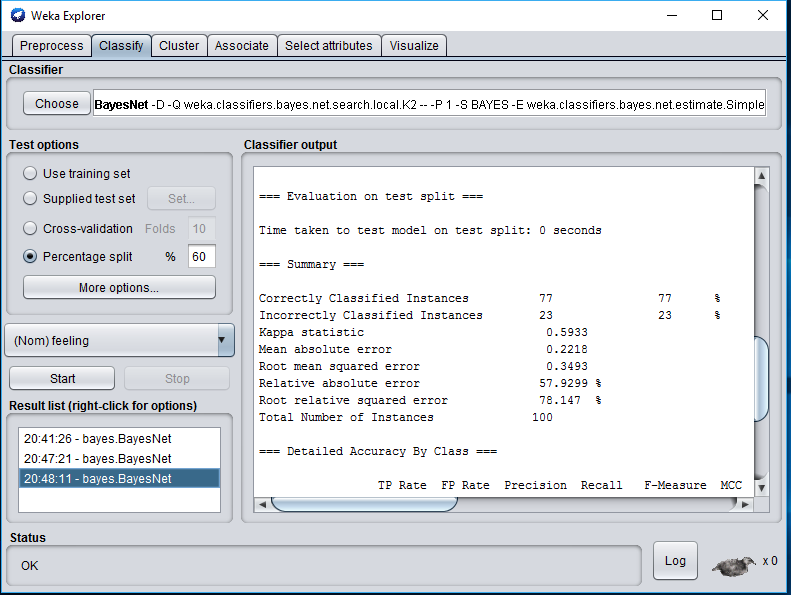 Weka Explorer
Preprocess Classify Cluster Associate Select attributes Visualize
Classifier
Choose BayesNet -D -Q weka.classifiers.bayes.net.search.local.K2 -- -P 1 -S BAYES -E weka.classifiers.bayes.net.estimate.Simple
Test options
Use training set
Supplied test set Set...
Cross-validation Folds 10
Percentage split % 60
More options...
(Nom) feeling
Start Stop
Result list (right-click for options)
20:41:26 - bayes.BayesNet
20:47:21 - bayes.BayesNet
20:48:11 - bayes.BayesNet
Classifier output
=== Evaluation on test split ===
Time taken to test model on test split: 0 seconds
=== Summary ===
Correctly Classified Instances 77 77 %
Incorrectly Classified Instances 23 23 %
Kappa statistic 0.5933
Mean absolute error 0.2218
Root mean squared error 0.3493
Relative absolute error 57.9299 %
Root relative squared error 78.147 %
Total Number of Instances 100
=== Detailed Accuracy By Class ===
TP Rate FP Rate Precision Recall F-Measure MCC
Status
OK
Log x 0